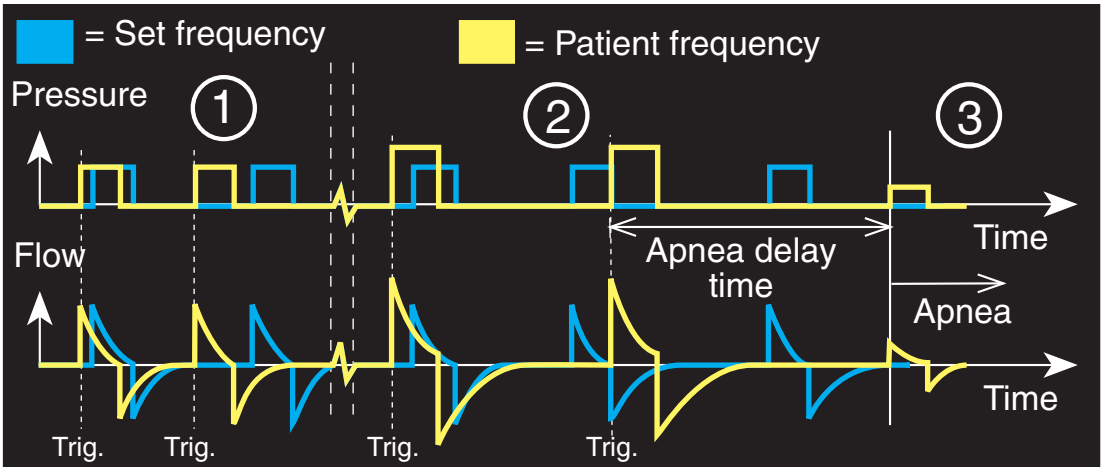 = Set frequency
= Patient frequency
Pressure
1
2
3
Time
Flow
Apnea delay
time
Apnea
Time
Trig.
Trig.
Trig.
Trig.